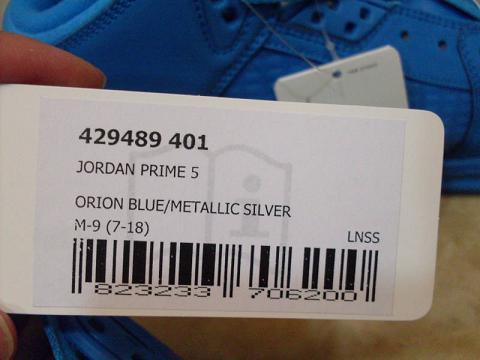 429489 401
JORDAN PRIME 5
ORION BLUE/METALLIC SILVER
M-9 (7-18)
LNSS
823233 706200